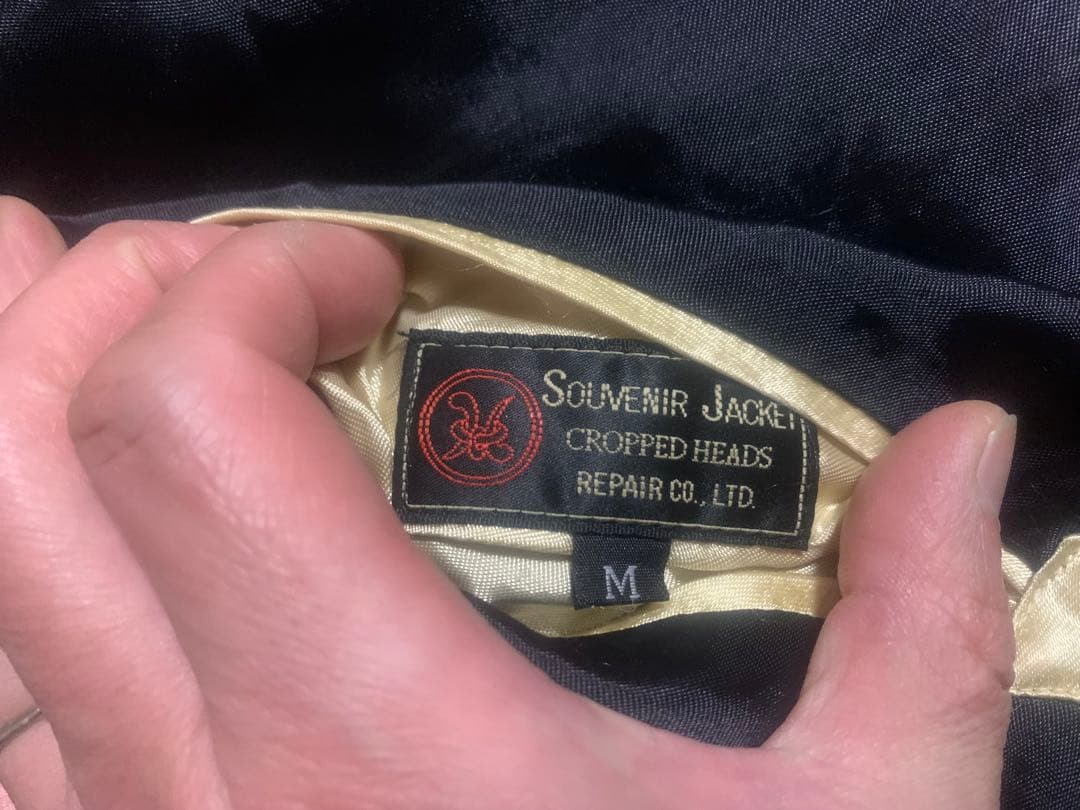 SOUVENIR JACKET
CROPPED HEADS
REPAIR CO., LTD.
M